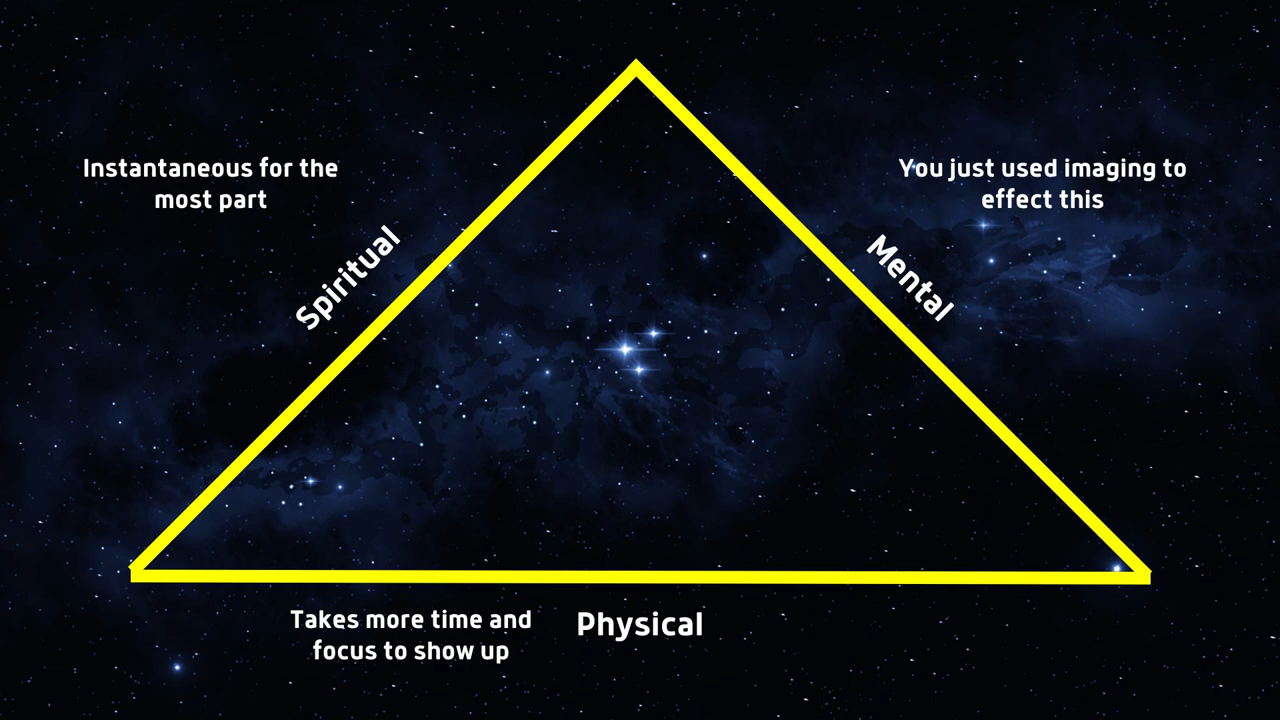 Instantaneous for the
most part
You just used imaging to
effect this
Spiritual
Mental
Takes more time and
focus to show up
Physical